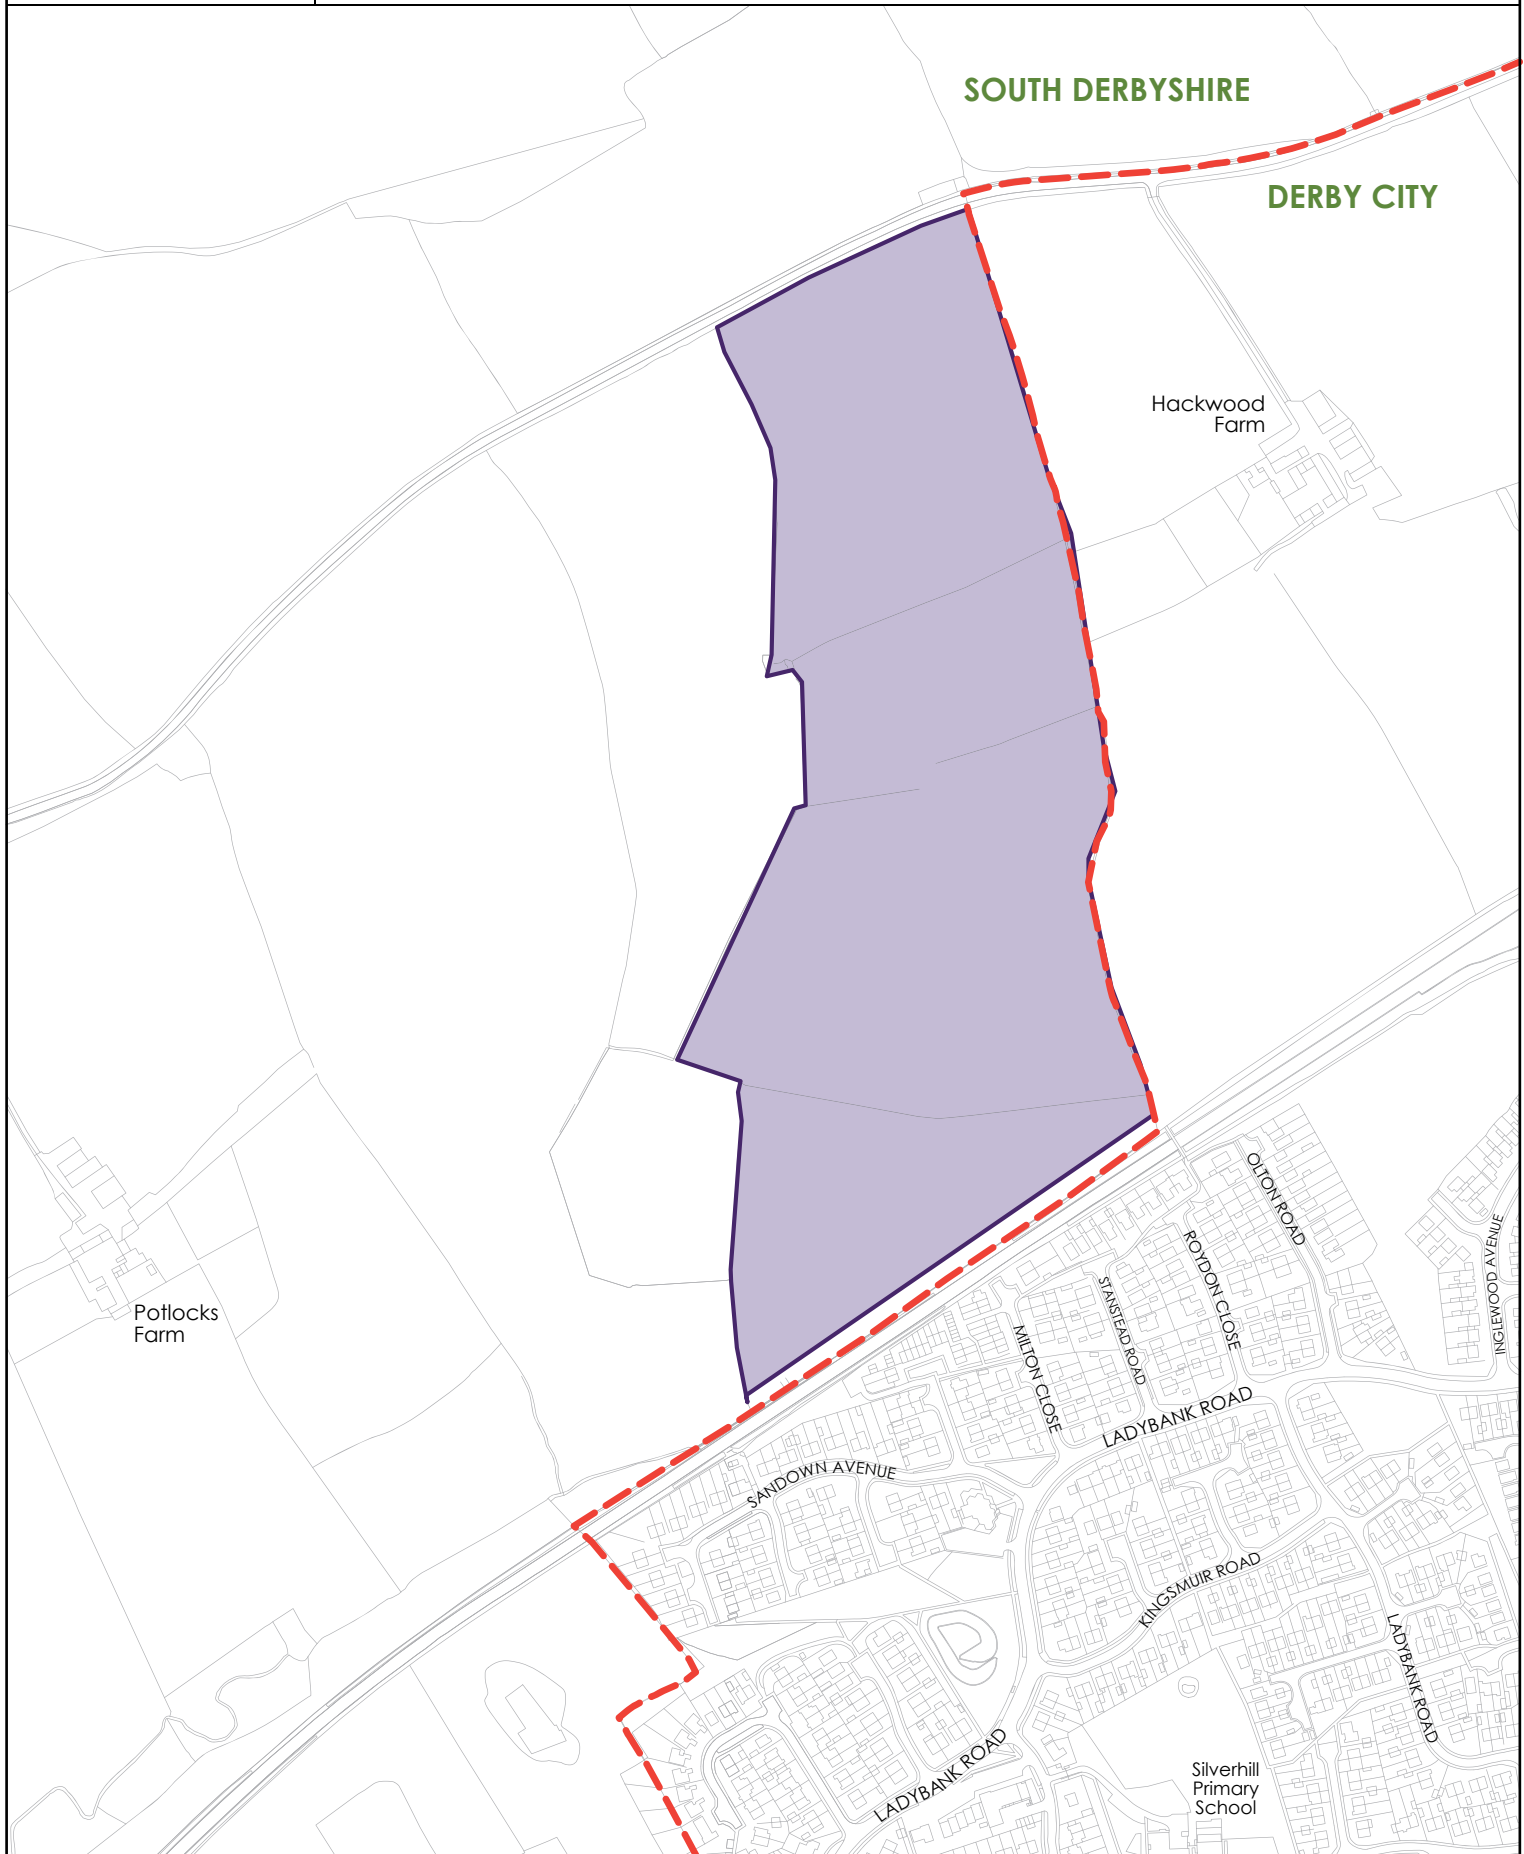 SOUTH DERBYSHIRE
DERBY CITY
Hackwood
Farm
OLTON ROAD
ROYDON CLOSE
INGLEWOOD AVENUE
STANSTEAD ROAD
Potlocks
Farm
MILTON CLOSE
LADYBANK ROAD
SANDOWN AVENUE
KINGSMUIR ROAD
LADYBANK ROAD
LADYBANK ROAD
Silverhill
Primary
School